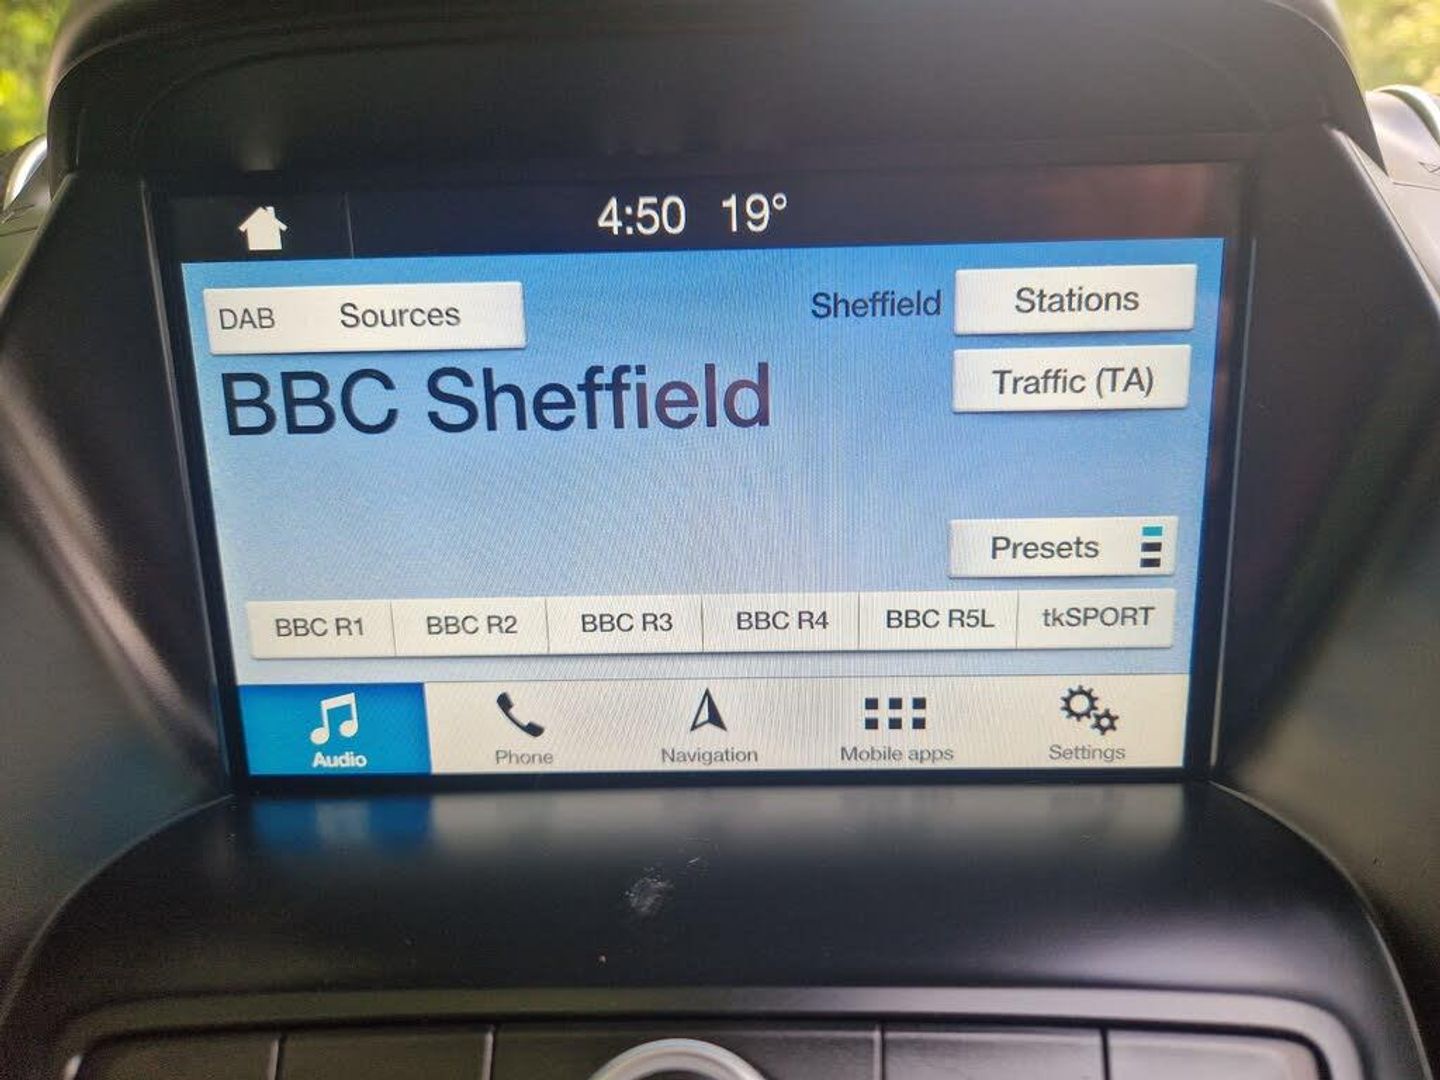 4:50 19°
DAB Sources
Sheffield
Stations
BBC Sheffield
Traffic (TA)
Presets
BBC R1 BBC R2 BBC R3 BBC R4 BBC R5L tkSPORT
Audio Phone Navigation Mobile apps Settings